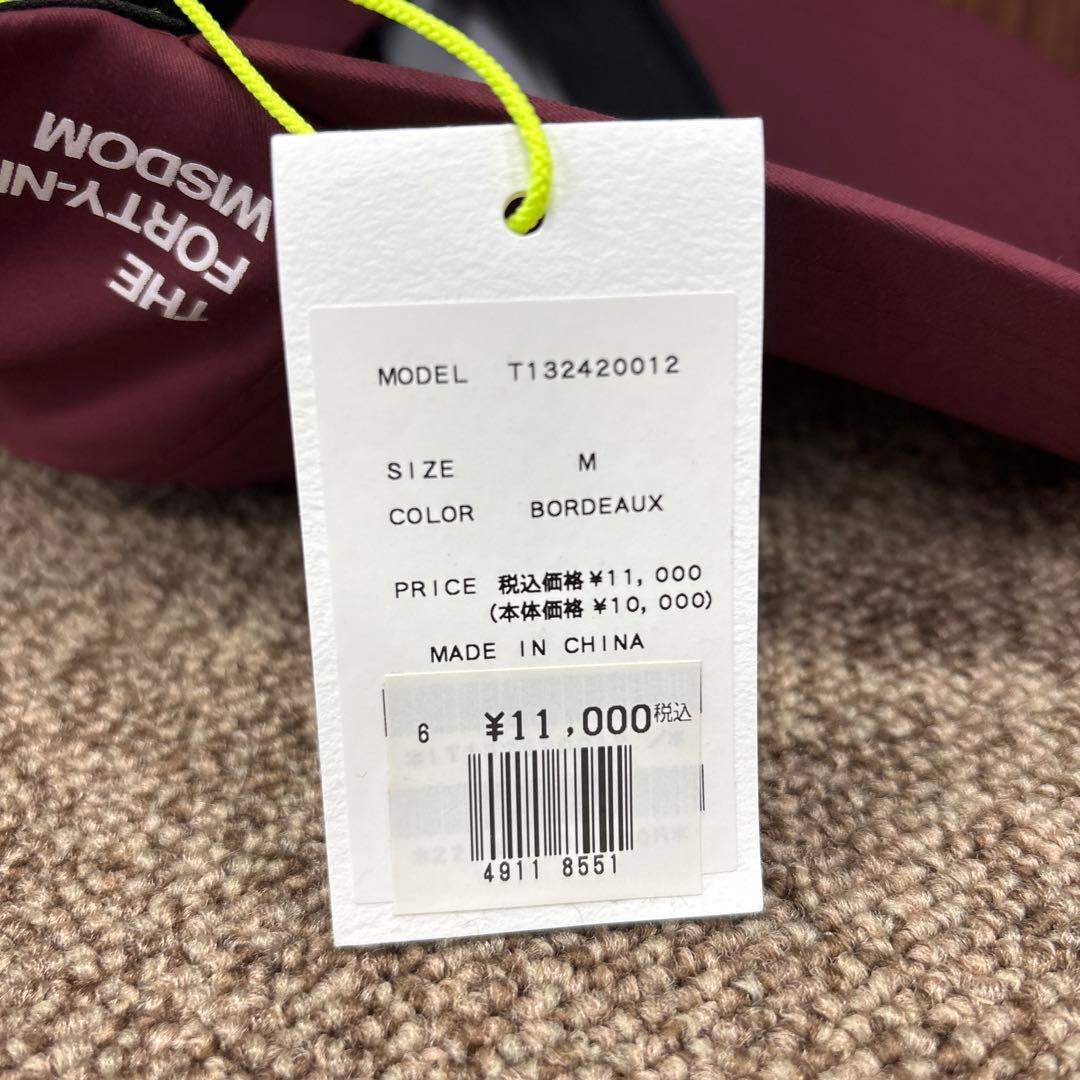 THE
FORTY-NI
WISDOM
MODEL T132420012
SIZE M
COLOR BORDEAUX
PRICE 税込価格 ¥11,000
(本体価格 ¥10,000)
MADE IN CHINA
6 ¥11,000税込
4911 8551